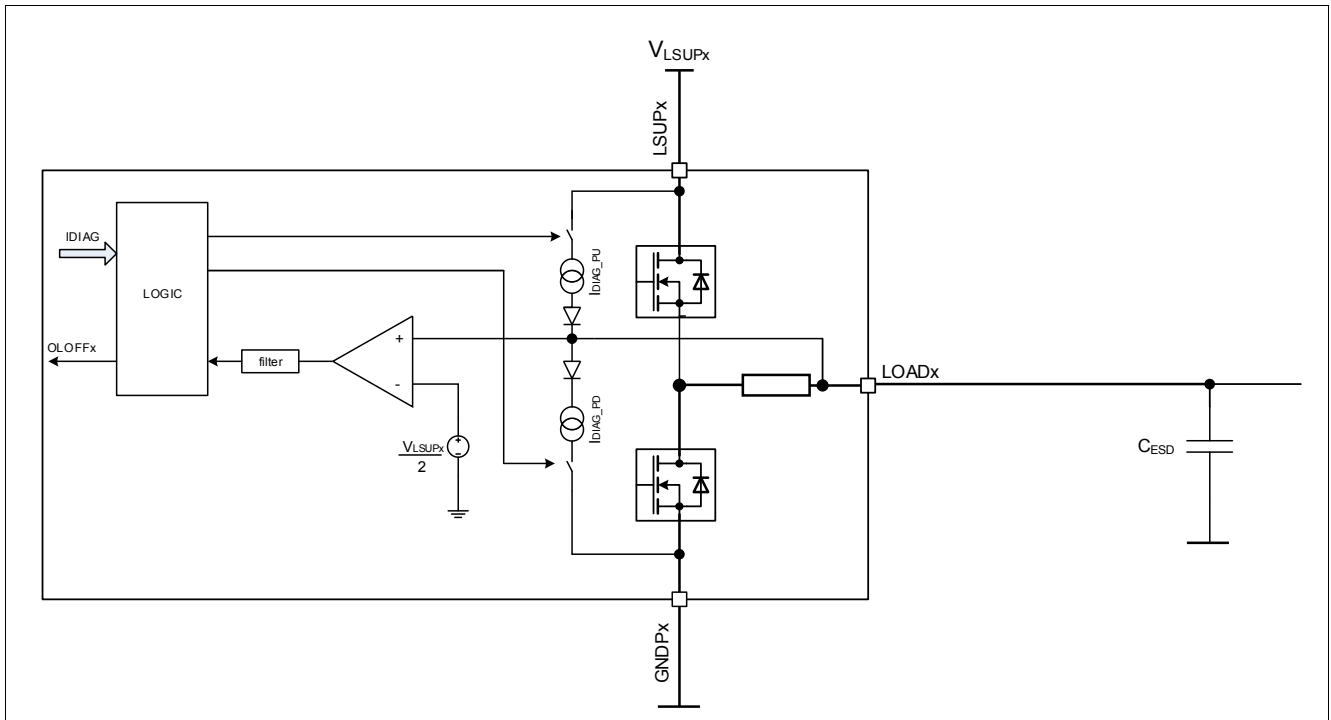 VLSUPx
LSUPx
IDIAG
LOGIC
IDIAG_PU
OLOFFx
filter
+
-
LOADx
IDIAG_PD
VLSUPx
2
+
-
CESD
GNDPx